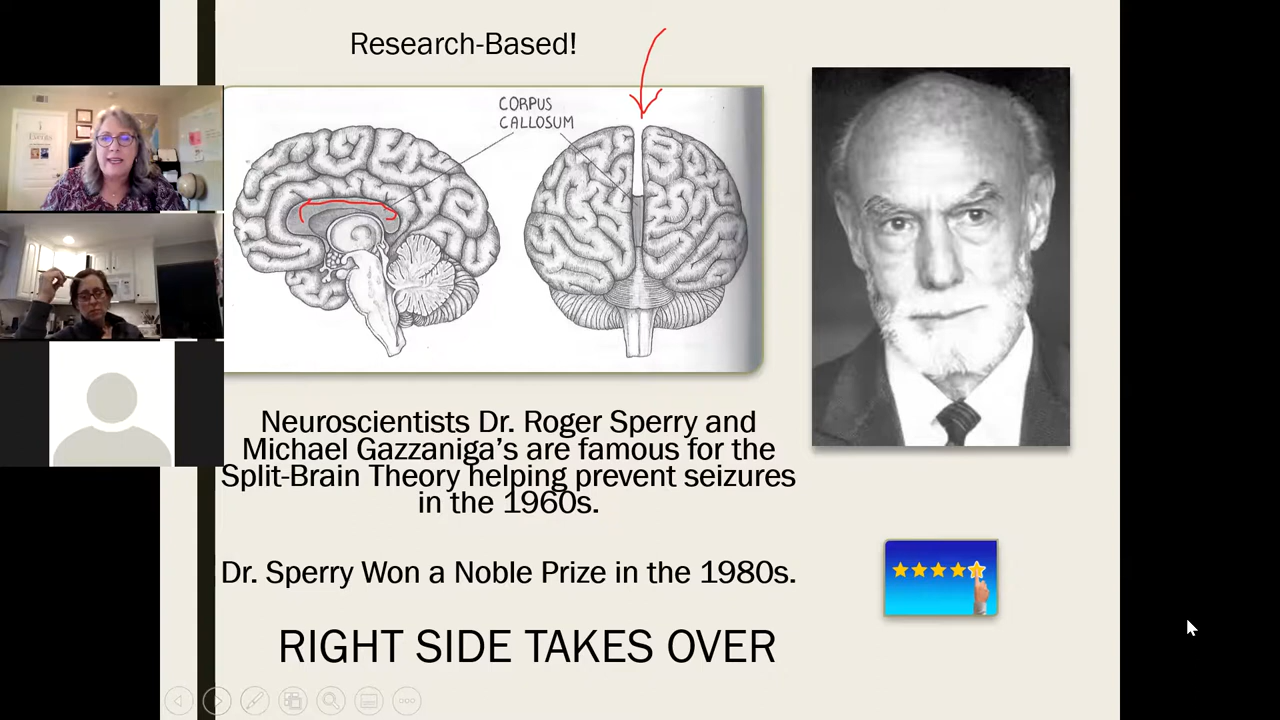 Research-Based!
CORPUS
CALLOSUM
Neuroscientists Dr. Roger Sperry and
Michael Gazzaniga’s are famous for the
Split-Brain Theory helping prevent seizures
in the 1960s.
Dr. Sperry Won a Noble Prize in the 1980s.
RIGHT SIDE TAKES OVER